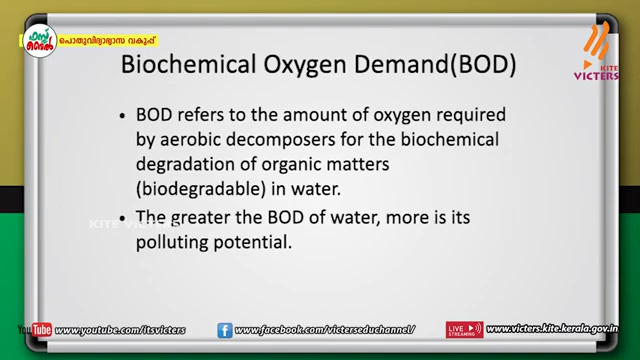 ഫസ്റ്റ് ബെൽ
പൊതുവിദ്യാഭ്യാസ വകുപ്പ്
KITE
VICTERS
Biochemical Oxygen Demand(BOD)
• BOD refers to the amount of oxygen required
by aerobic decomposers for the biochemical
degradation of organic matters
(biodegradable) in water.
• The greater the BOD of water, more is its
polluting potential.
KITE VICTERS
YouTube www.youtube.com/itsvicters
f www.facebook.com/victerseduchannel/
LIVE STREAMING www.victers.kite.kerala.gov.in